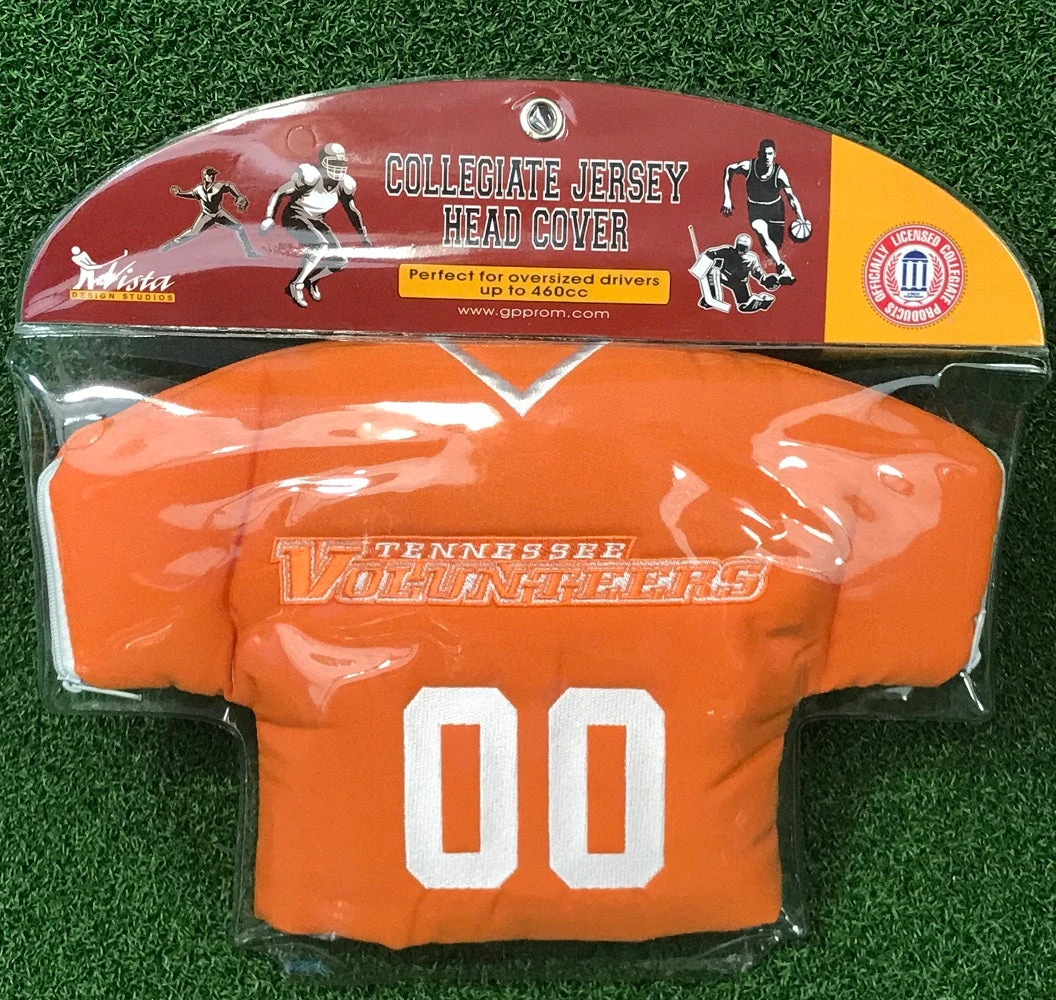 COLLEGIATE JERSEY
HEAD COVER
Perfect for oversized drivers
up to 460cc
www.gpprom.com
Vista
DESIGN STUDIOS
OFFICIALLY LICENSED COLLEGIATE PRODUCTS
TENNESSEE
VOLUNTEERS
00